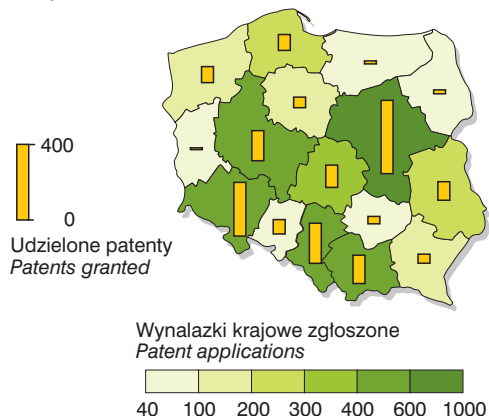 400
0
Udzielone patenty
Patents granted
Wynalazki krajowe zgłoszone
Patent applications
40 100 200 300 400 600 1000